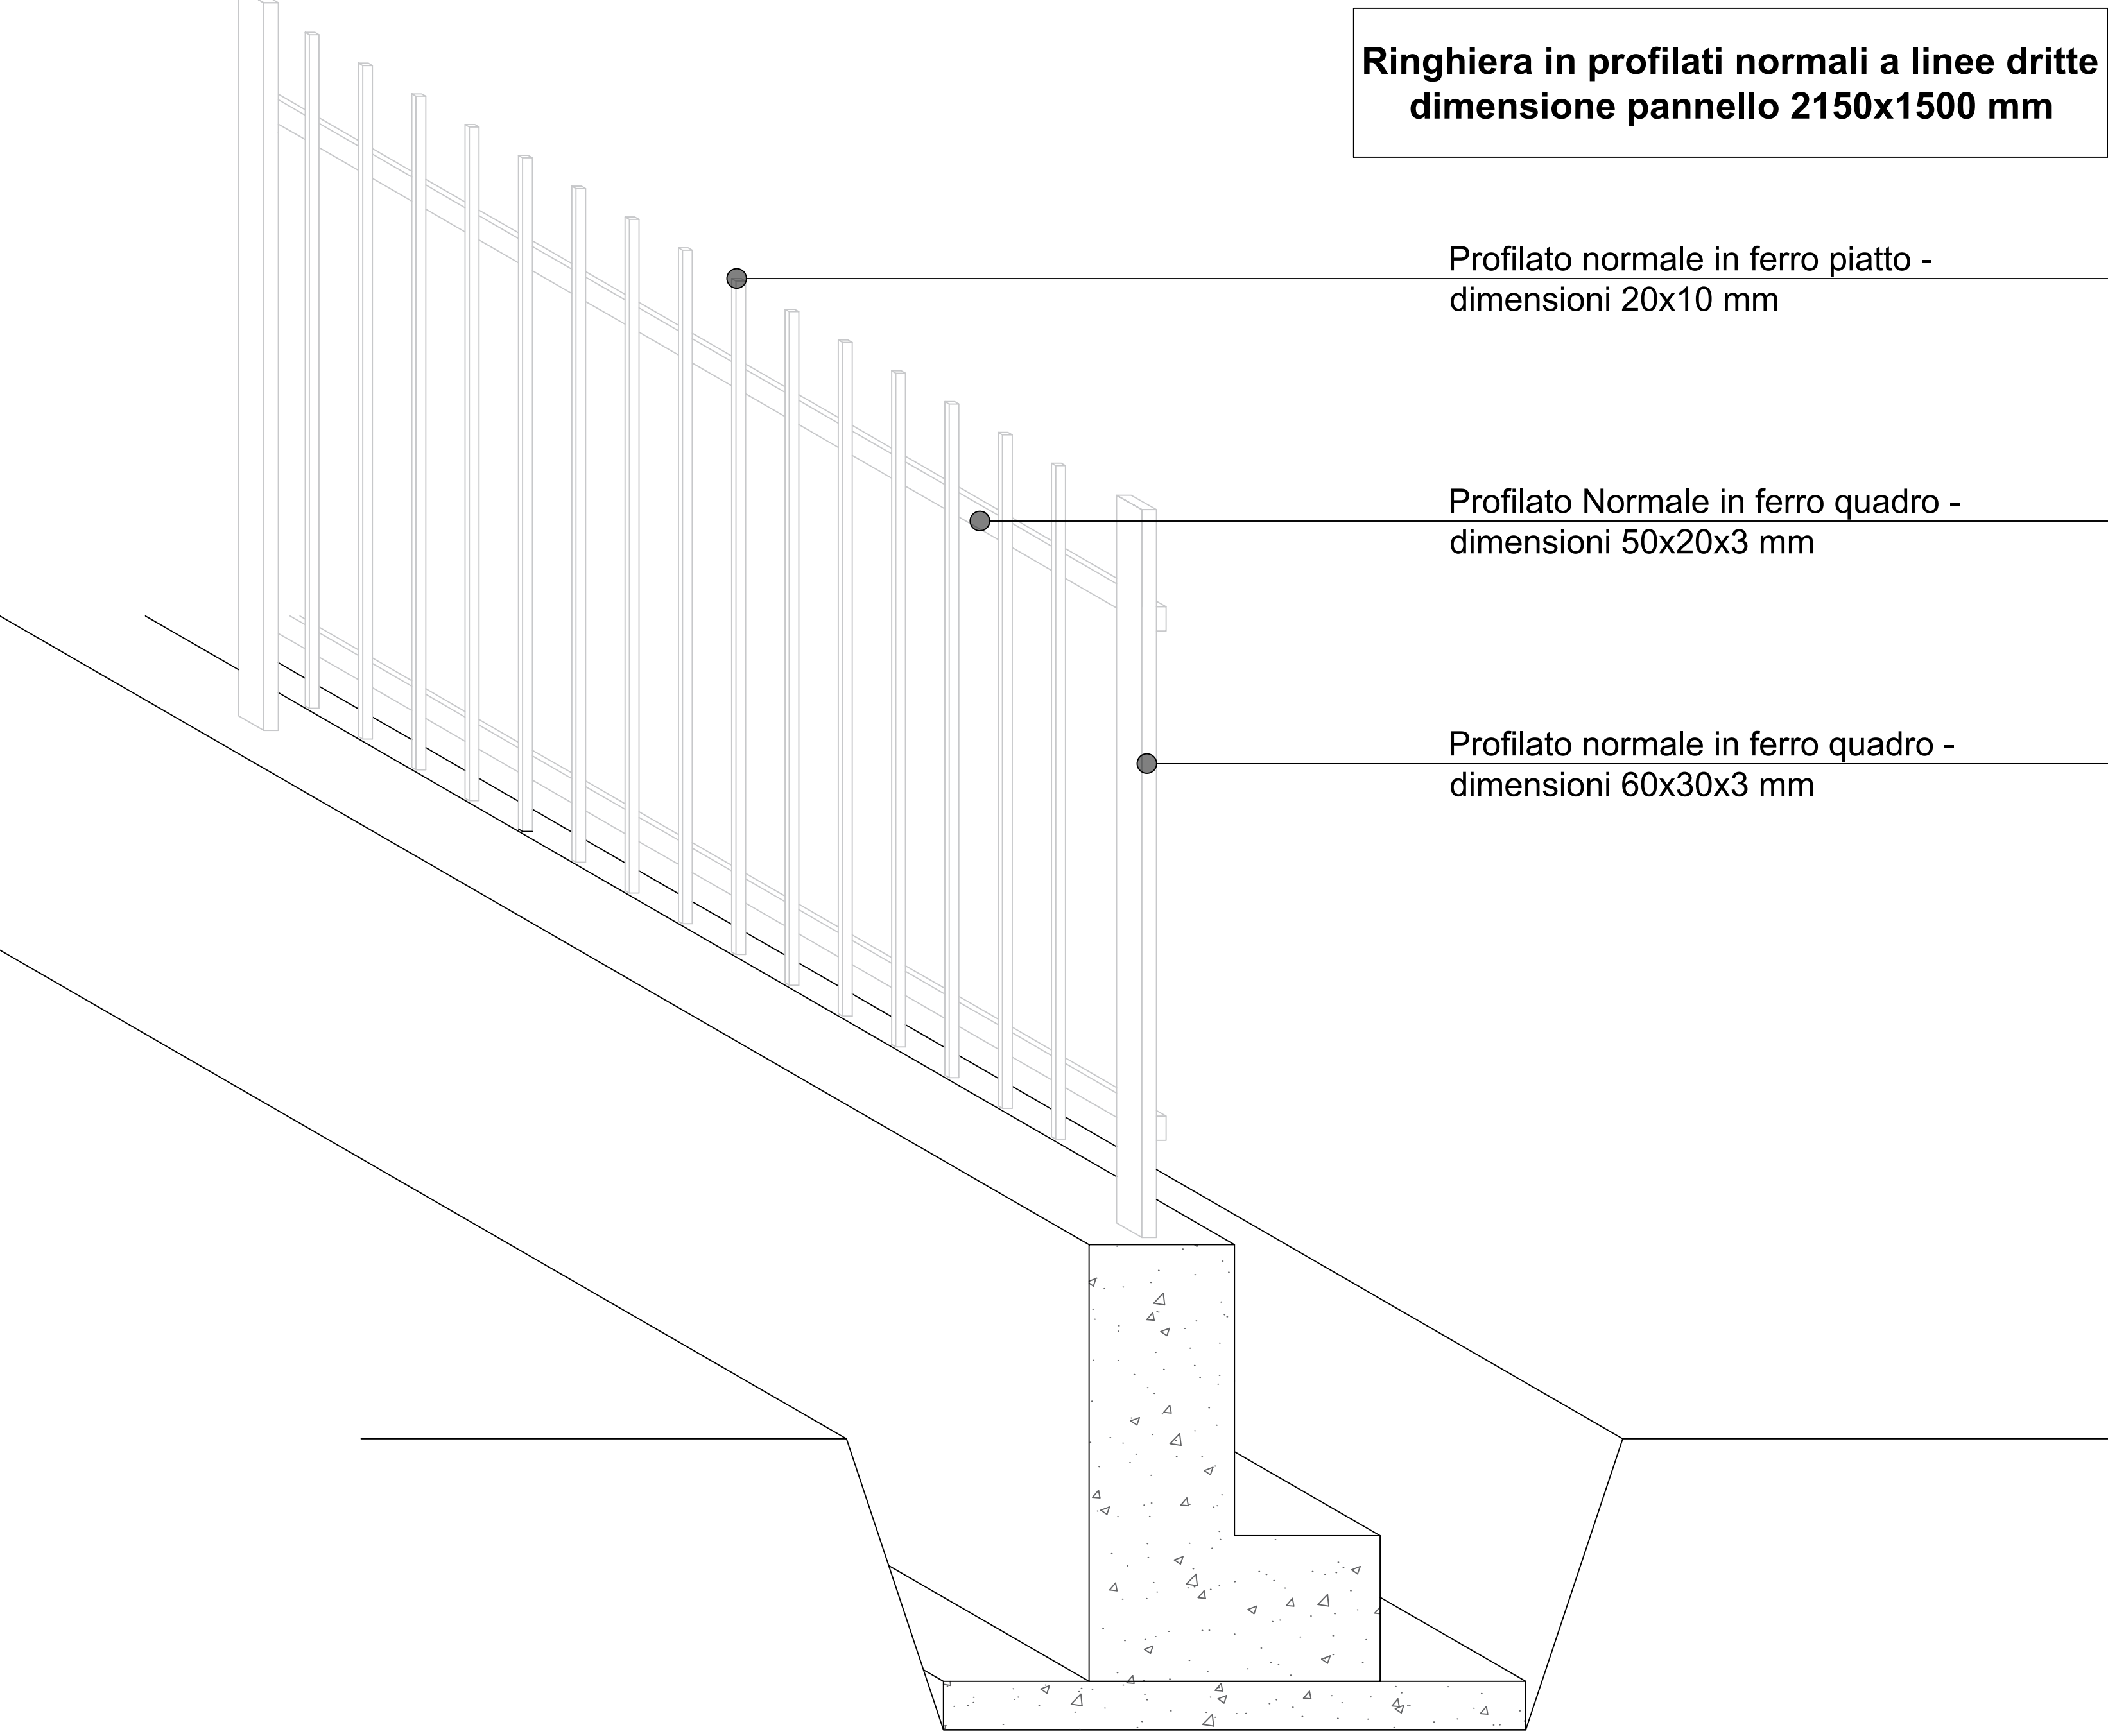 Ringhiera in profilati normali a linee dritte
dimensione pannello 2150x1500 mm
Profilato normale in ferro piatto -
dimensioni 20x10 mm
Profilato Normale in ferro quadro -
dimensioni 50x20x3 mm
Profilato normale in ferro quadro -
dimensioni 60x30x3 mm